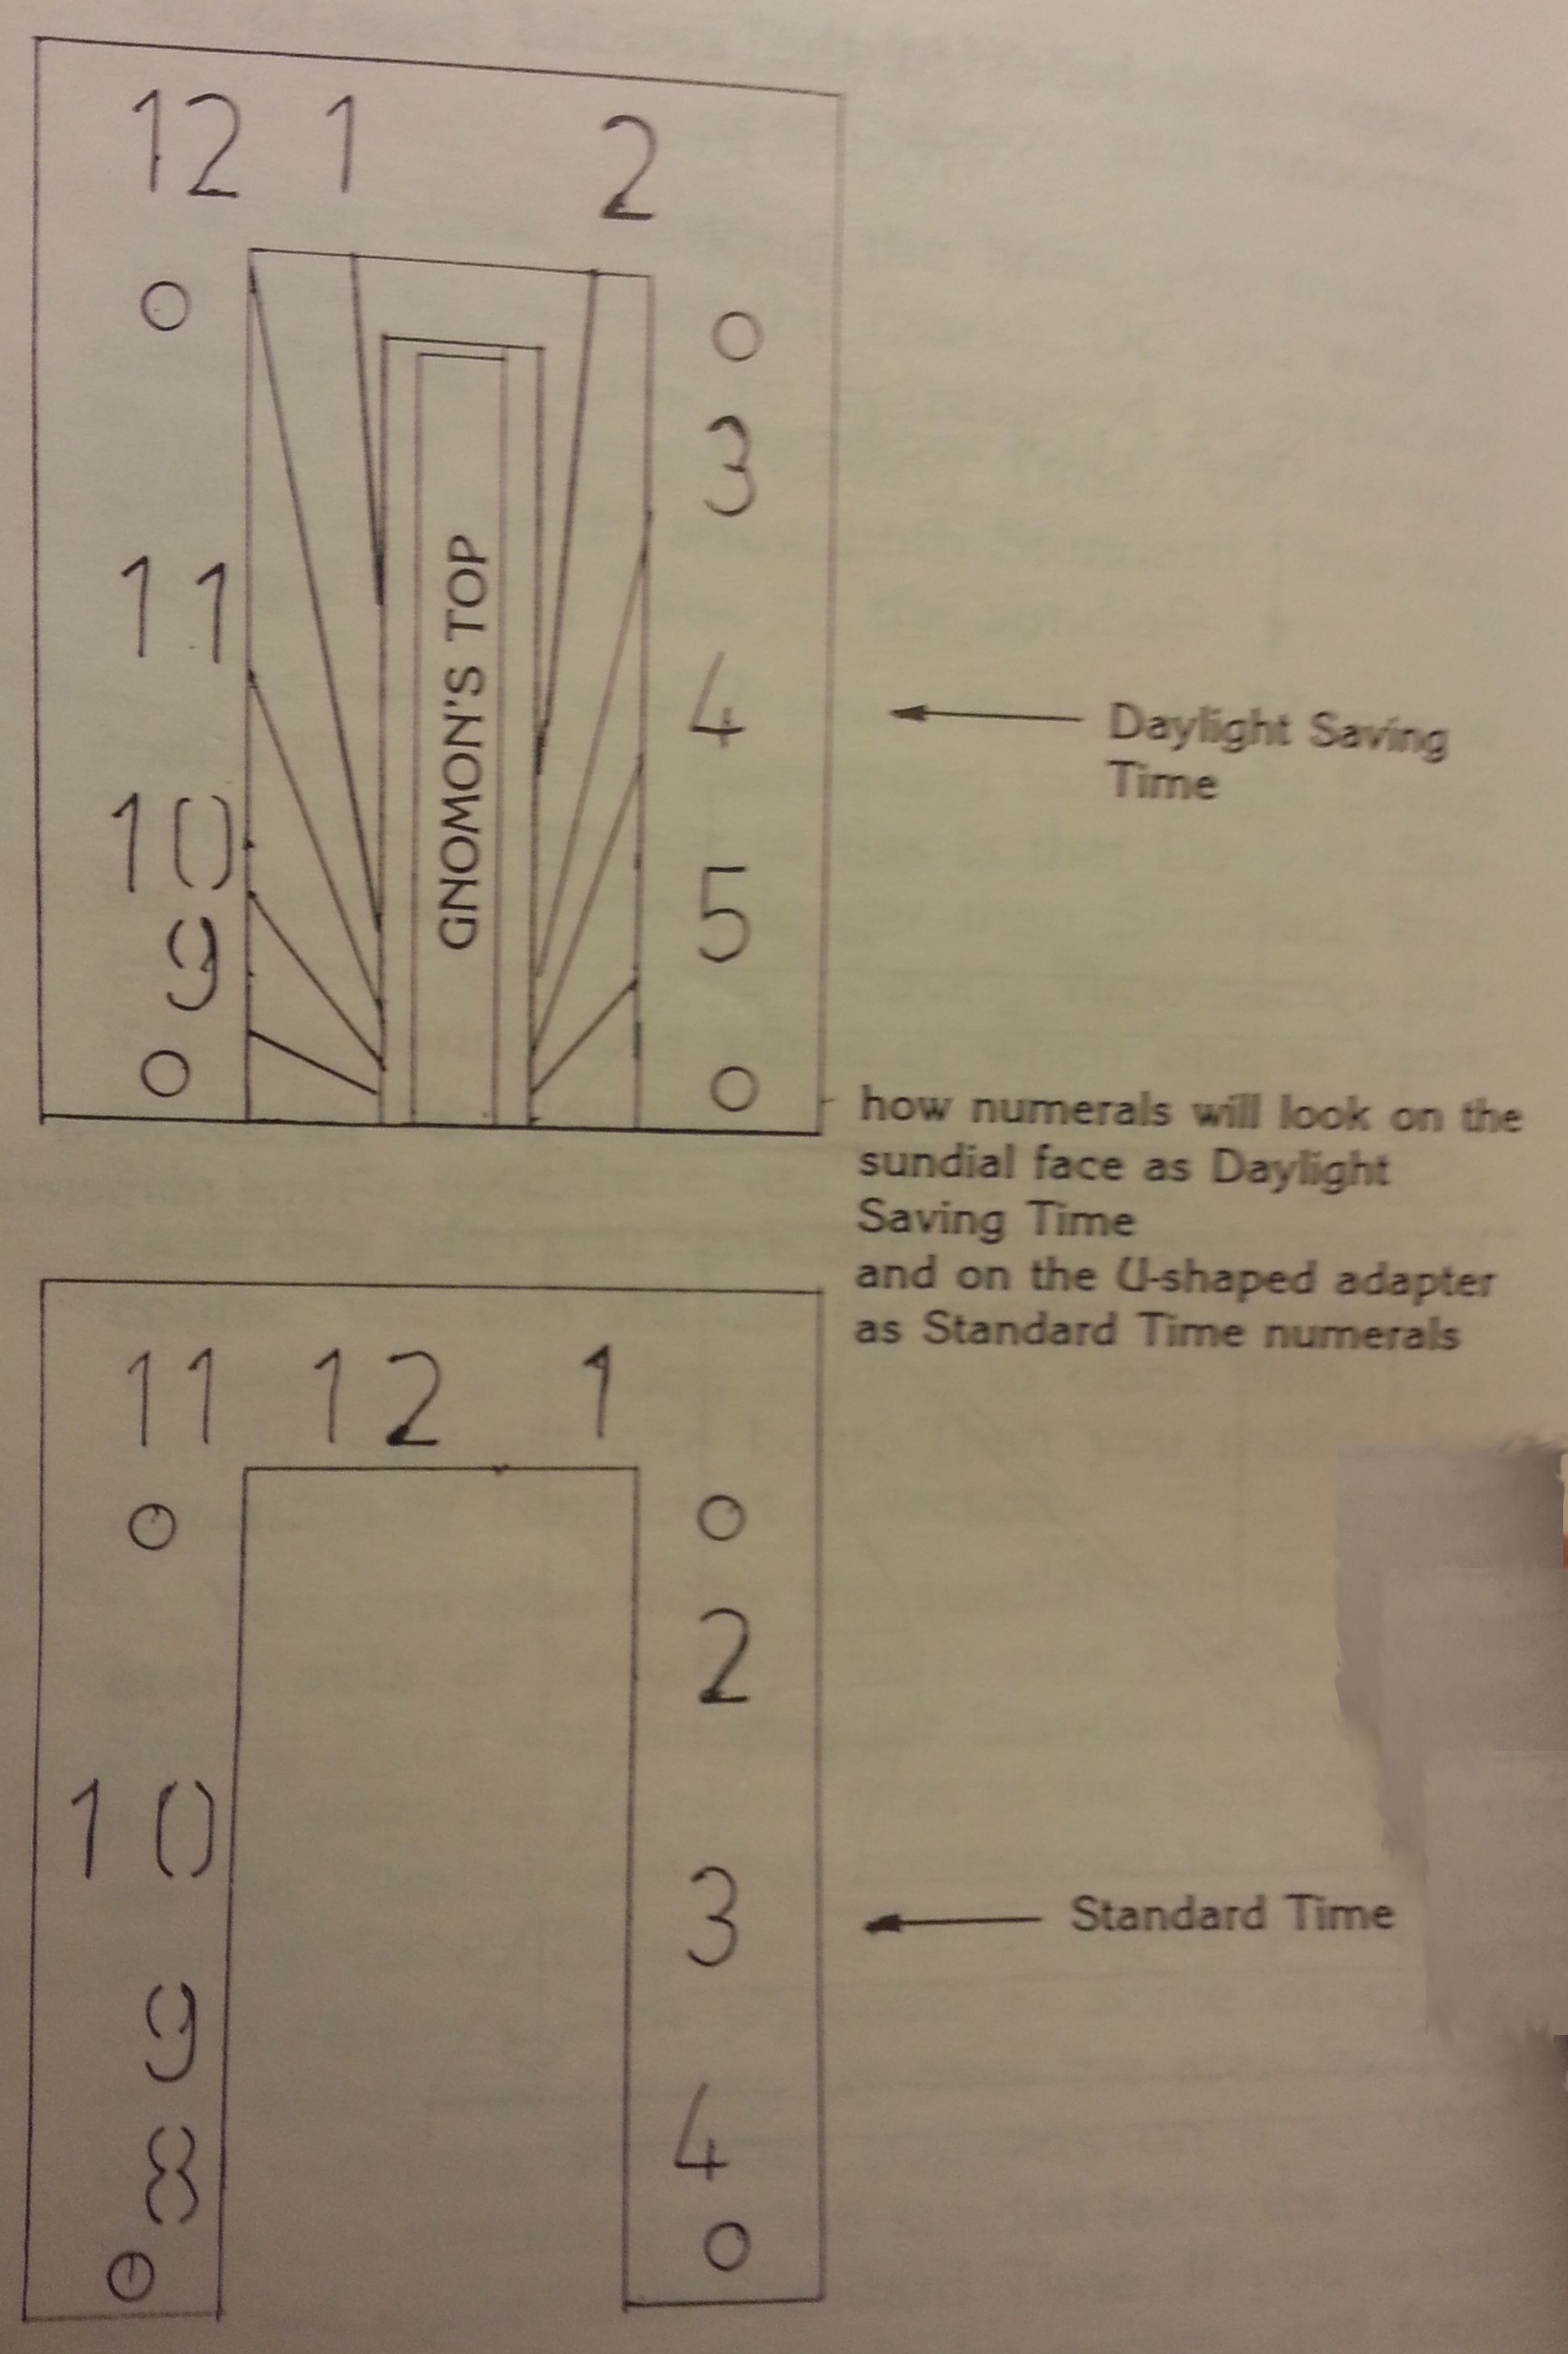 12 1 2
3
11
4
10
5
9
GNOMON'S TOP
Daylight Saving
Time
how numerals will look on the
sundial face as Daylight
Saving Time
and on the U-shaped adapter
as Standard Time numerals
11 12 1
2
10
3
9
4
8
Standard Time